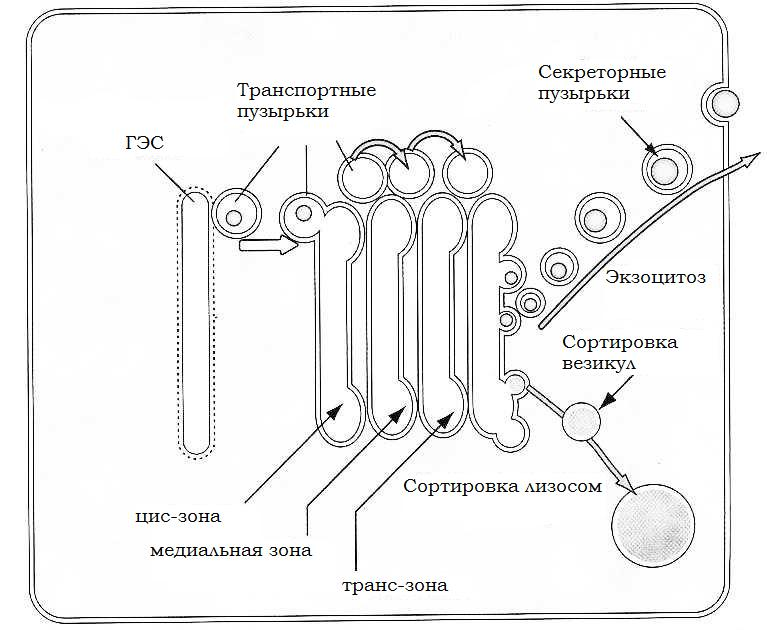 Секреторные
пузырьки
Транспортные
пузырьки
ГЭС
Экзоцитоз
Сортировка
везикул
Сортировка лизосом
цис-зона
медиальная зона
транс-зона